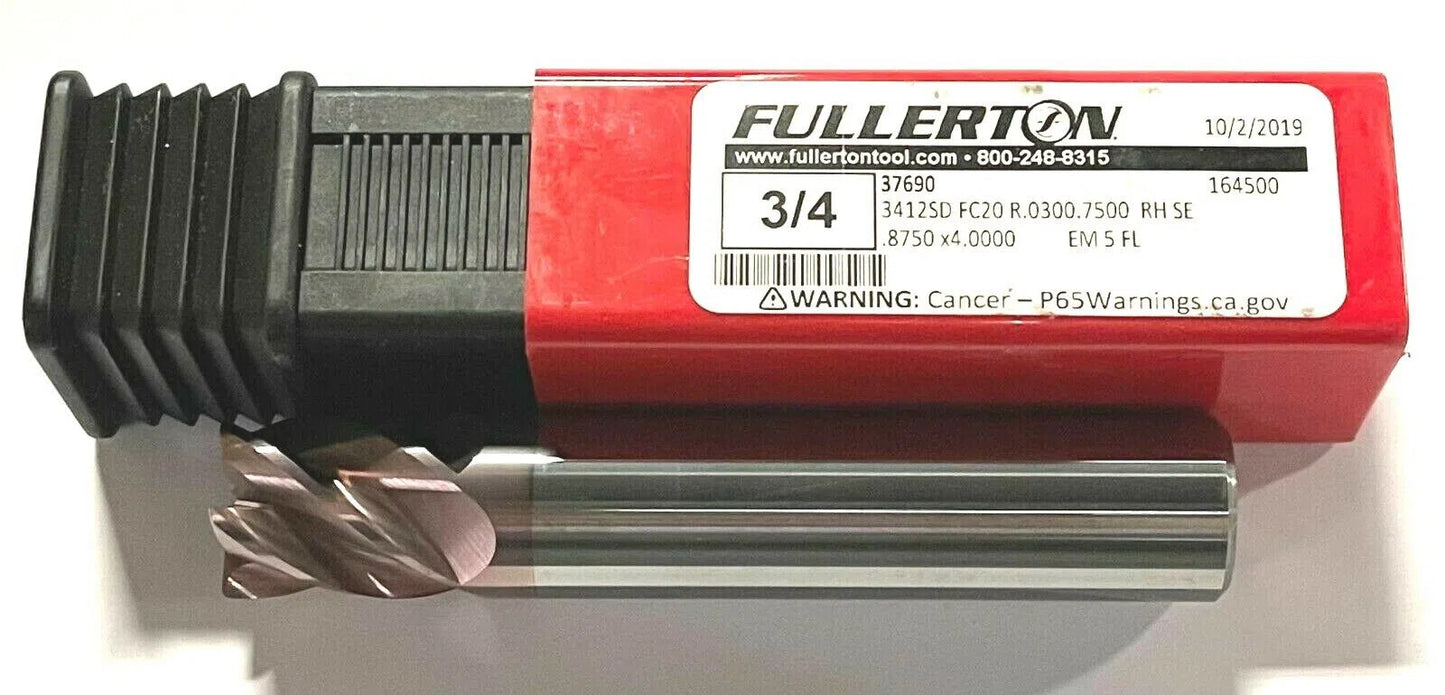 FULLERTON 10/2/2019
www.fullertontool.com • 800-248-8315
3/4
37690 164500
3412SD FC20 R.0300.7500 RH SE
.8750 x4.0000 EM 5 FL
⚠WARNING: Cancer – P65Warnings.ca.gov